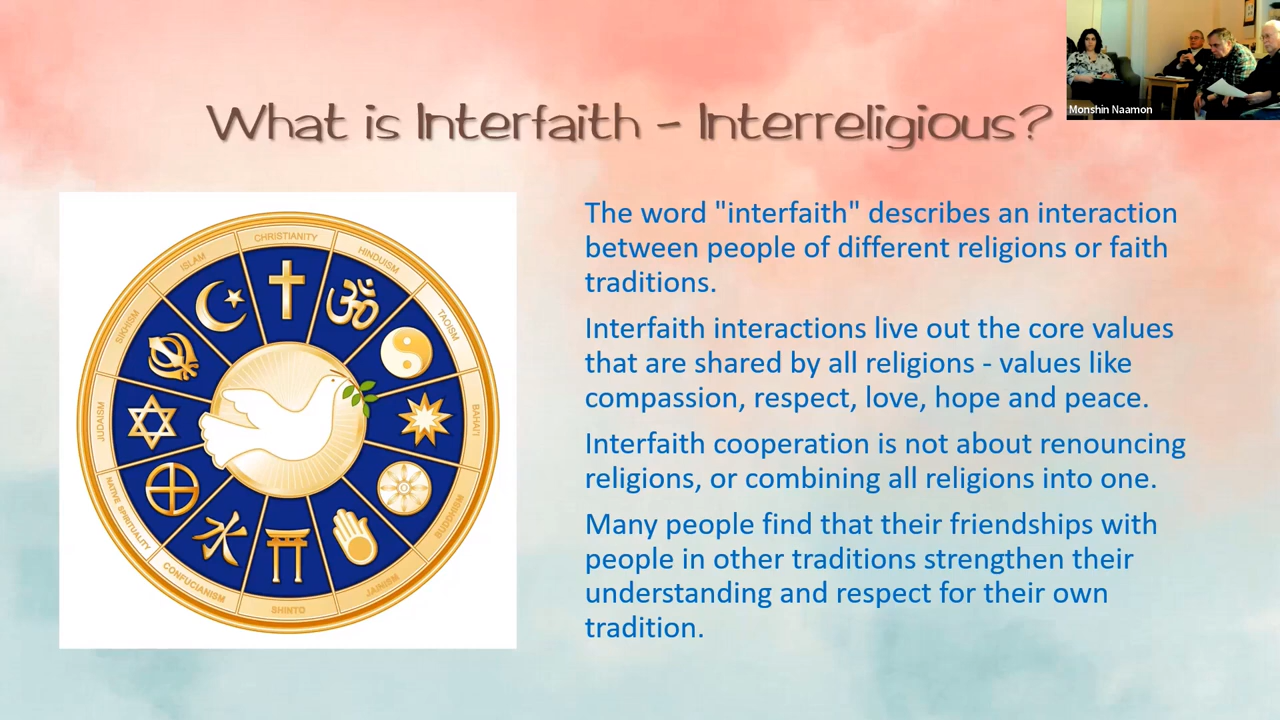 What is Interfaith - Interreligious?
Monshin Naamon
The word "interfaith" describes an interaction
between people of different religions or faith
traditions.
Interfaith interactions live out the core values
that are shared by all religions - values like
compassion, respect, love, hope and peace.
Interfaith cooperation is not about renouncing
religions, or combining all religions into one.
Many people find that their friendships with
people in other traditions strengthen their
understanding and respect for their own
tradition.
CHRISTIANITY
HINDUISM
TAOISM
BAHA'I
BUDDHISM
JAINISM
SHINTO
CONFUCIANISM
NATIVE SPIRITUALITY
JUDAISM
SIKHISM
ISLAM